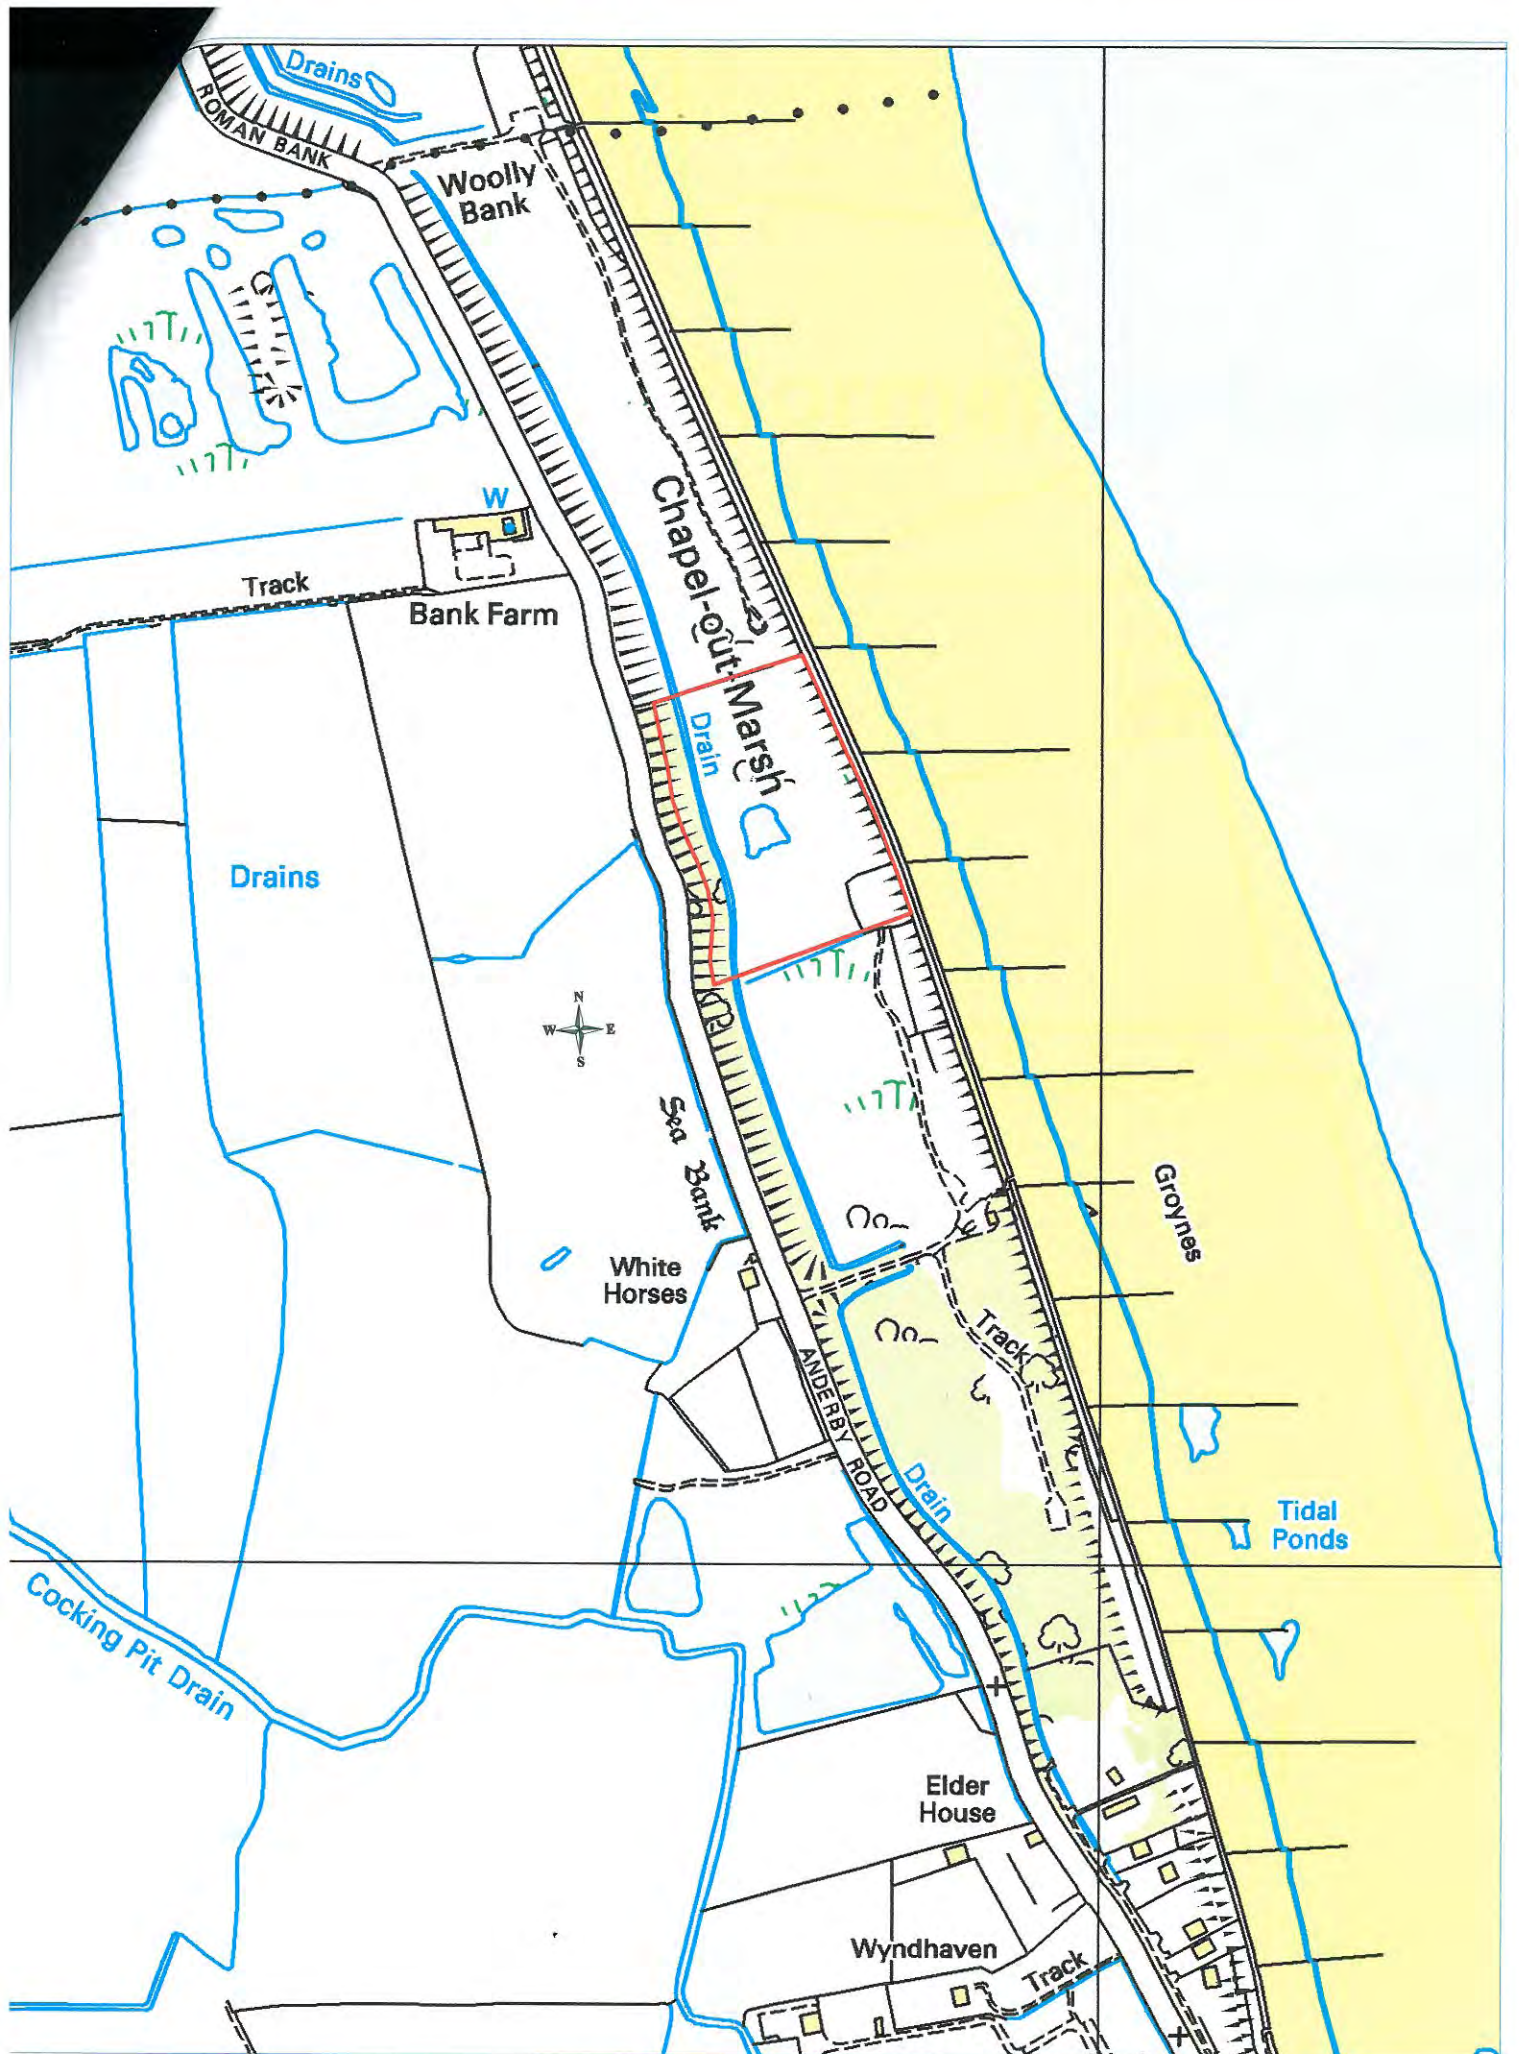 Drains
ROMAN BANK
Woolly
Bank
W
Chapel-out-Marsh
Track
Bank Farm
Drain
Drains
N
W E
S
Sea Bank
Groynes
White
Horses
Track
ANDERBY ROAD
Drain
Tidal
Ponds
Cocking Pit Drain
Elder
House
Wyndhaven
Track